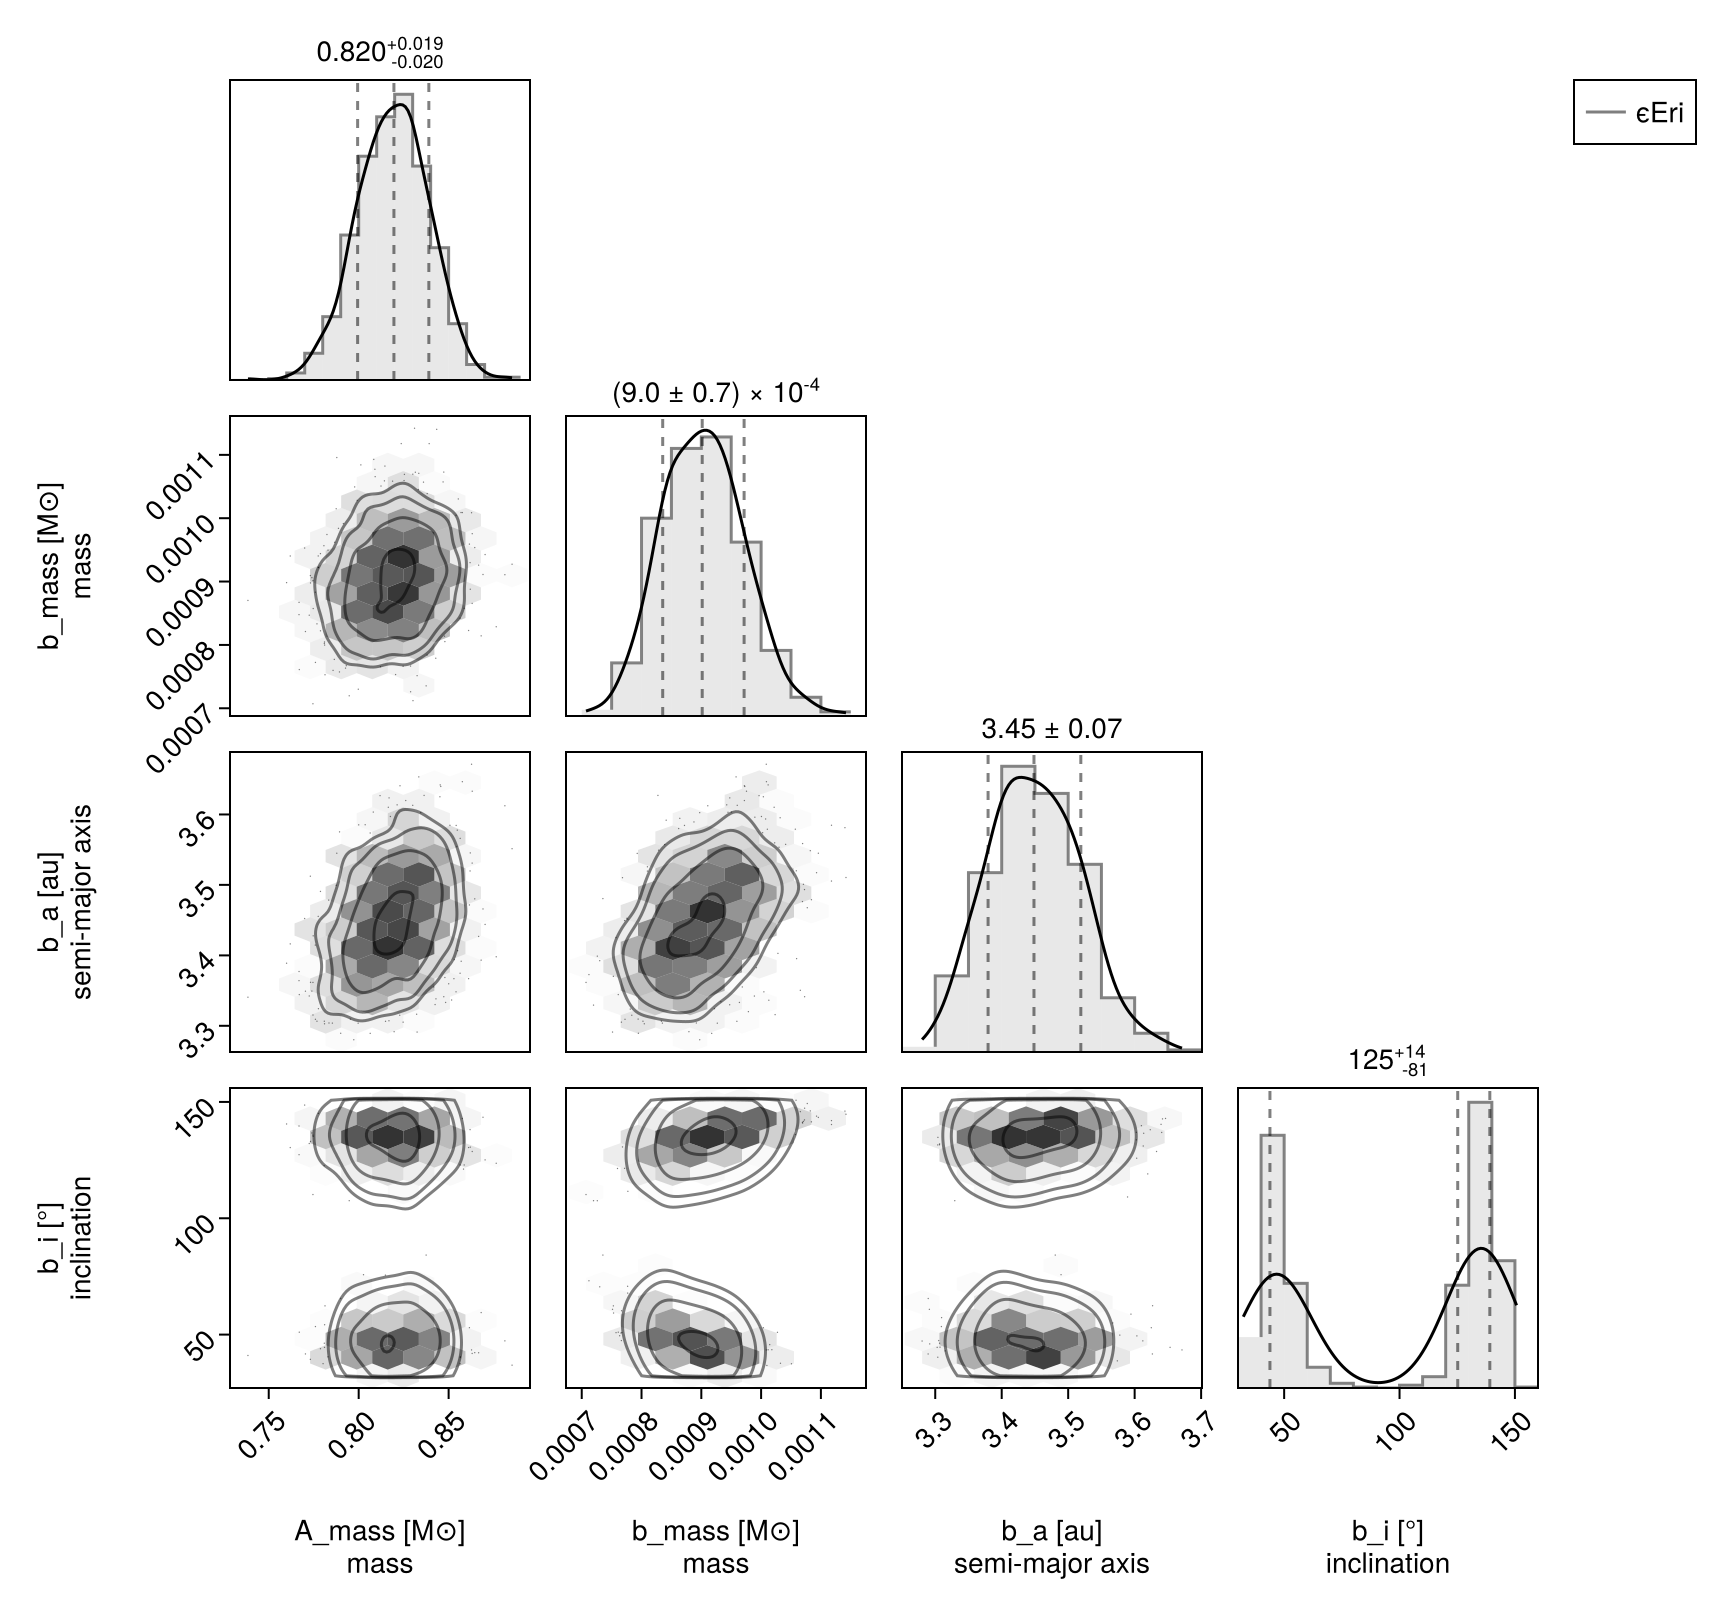 0.820+0.019 -0.020
єEri
(9.0 ± 0.7) × 10-4
b_mass [M⊙]
mass
0.0011
0.0010
0.0009
0.0008
0.0007
3.45 ± 0.07
b_a [au]
semi-major axis
3.6
3.5
3.4
3.3
125+14 -81
b_i [°]
inclination
150
100
50
0.75 0.80 0.85 0.0007 0.0008 0.0009 0.0010 0.0011 3.3 3.4 3.5 3.6 3.7 50 100 150
A_mass [M⊙] b_mass [M⊙] b_a [au] b_i [°]
mass mass semi-major axis inclination